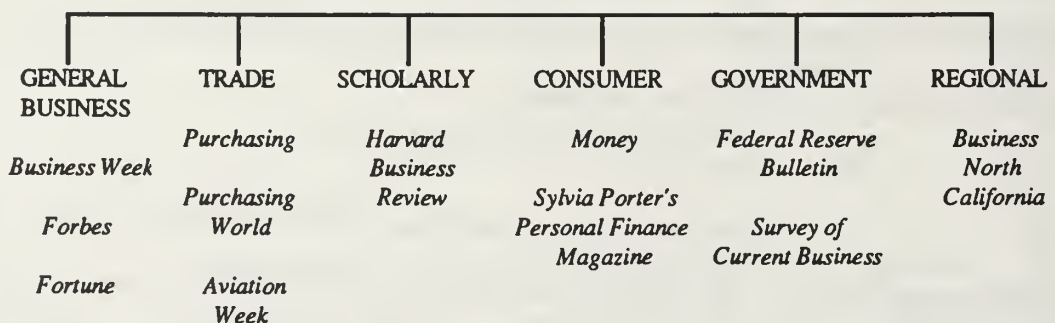 GENERAL
BUSINESS
Business Week
Forbes
Fortune
TRADE
Purchasing
Purchasing
World
Aviation
Week
SCHOLARLY
Harvard
Business
Review
CONSUMER
Money
Sylvia Porter's
Personal Finance
Magazine
GOVERNMENT
Federal Reserve
Bulletin
Survey of
Current Business
REGIONAL
Business
North
California